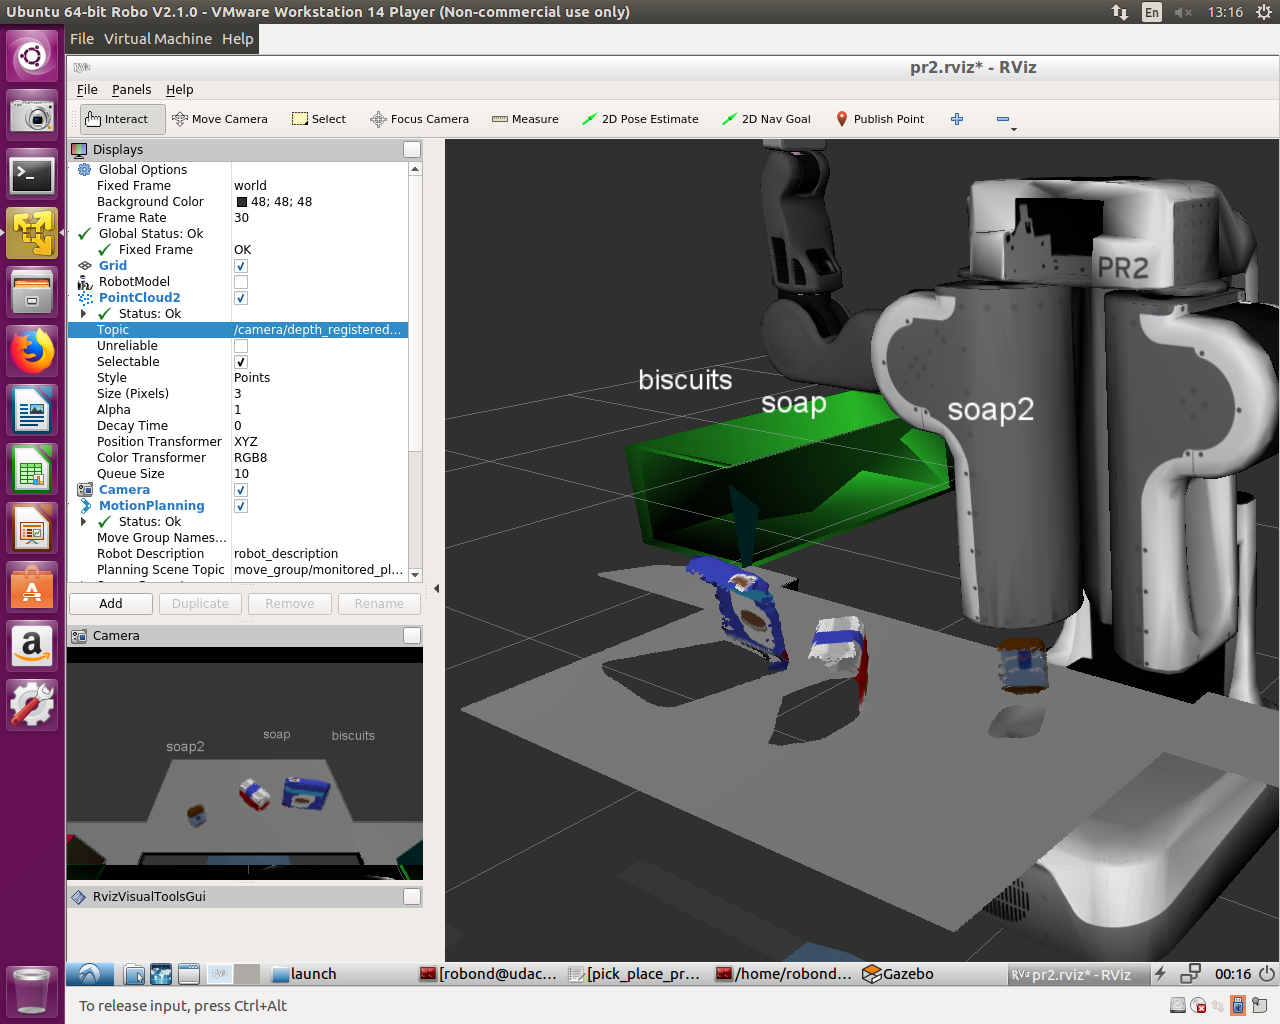 Ubuntu 64-bit Robo V2.1.0 - VMware Workstation 14 Player (Non-commercial use only)
En
13:16
File Virtual Machine Help
pr2.rviz* - RViz
File Panels Help
Interact Move Camera Select Focus Camera Measure 2D Pose Estimate 2D Nav Goal Publish Point
Displays
Global Options
Fixed Frame world
Background Color 48; 48; 48
Frame Rate 30
Global Status: Ok
Fixed Frame OK
Grid
RobotModel
PointCloud2
Status: Ok
Topic /camera/depth_registered...
Unreliable
Selectable
Style Points
Size (Pixels) 3
Alpha 1
Decay Time 0
Position Transformer XYZ
Color Transformer RGB8
Queue Size 10
Camera
MotionPlanning
Status: Ok
Move Group Names...
Robot Description robot_description
Planning Scene Topic move_group/monitored_pl...
Add Duplicate Remove Rename
Camera
soap2 soap biscuits
RvizVisualToolsGui
PR2
biscuits
soap
soap2
launch [robond@udac... [pick_place_pr... /home/robond... Gazebo pr2.rviz* - RViz 00:16
To release input, press Ctrl+Alt